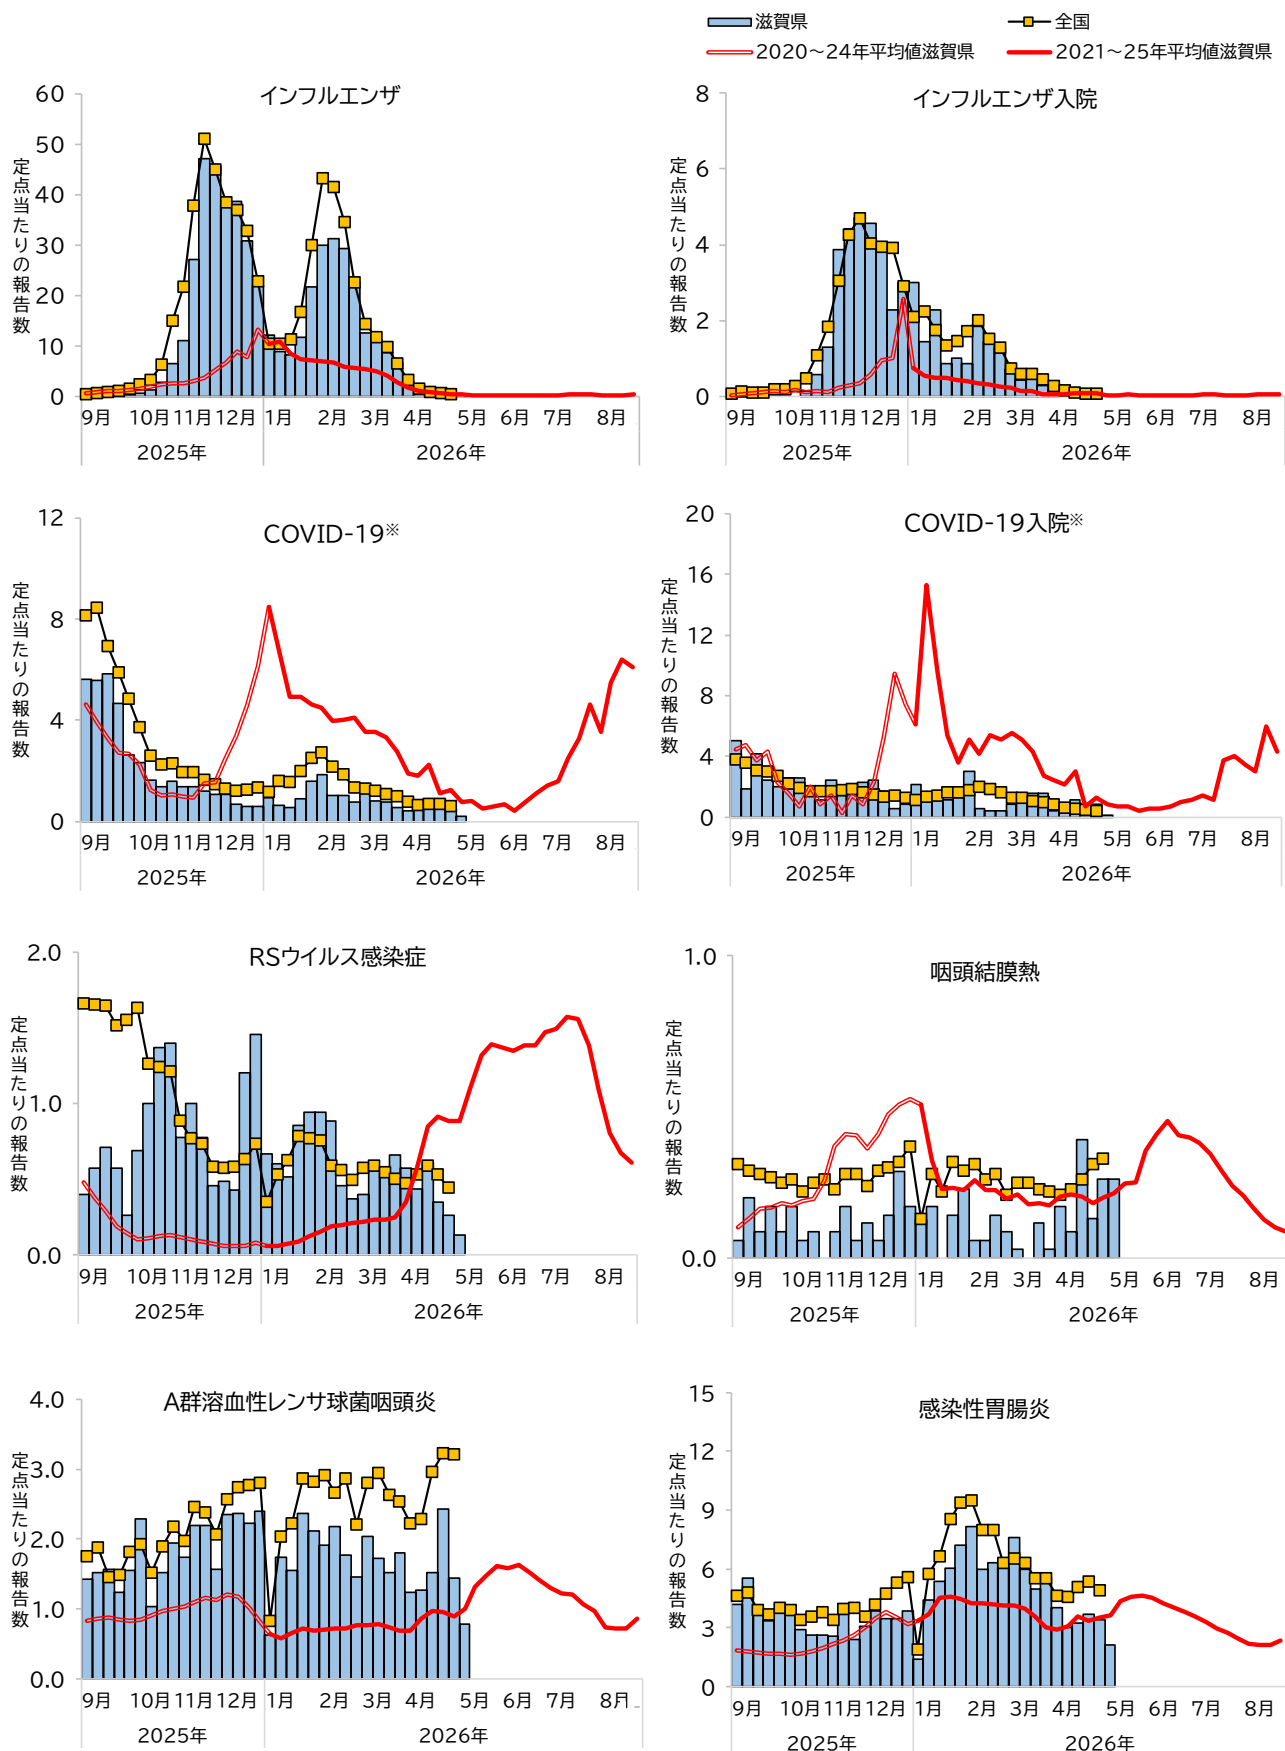 滋賀県 全国
2020～24年平均値滋賀県 2021～25年平均値滋賀県
インフルエンザ
定点当たりの報告数
60
50
40
30
20
10
0
9月 10月 11月 12月 1月 2月 3月 4月 5月 6月 7月 8月
2025年 2026年
インフルエンザ入院
定点当たりの報告数
8
6
4
2
0
9月 10月 11月 12月 1月 2月 3月 4月 5月 6月 7月 8月
2025年 2026年
COVID-19※
定点当たりの報告数
12
8
4
0
9月 10月 11月 12月 1月 2月 3月 4月 5月 6月 7月 8月
2025年 2026年
COVID-19入院※
定点当たりの報告数
20
16
12
8
4
0
9月 10月 11月 12月 1月 2月 3月 4月 5月 6月 7月 8月
2025年 2026年
RSウイルス感染症
定点当たりの報告数
2.0
1.0
0.0
9月 10月 11月 12月 1月 2月 3月 4月 5月 6月 7月 8月
2025年 2026年
咽頭結膜熱
定点当たりの報告数
1.0
0.0
9月 10月 11月 12月 1月 2月 3月 4月 5月 6月 7月 8月
2025年 2026年
A群溶血性レンサ球菌咽頭炎
定点当たりの報告数
4.0
3.0
2.0
1.0
0.0
9月 10月 11月 12月 1月 2月 3月 4月 5月 6月 7月 8月
2025年 2026年
感染性胃腸炎
定点当たりの報告数
15
12
9
6
3
0
9月 10月 11月 12月 1月 2月 3月 4月 5月 6月 7月 8月
2025年 2026年